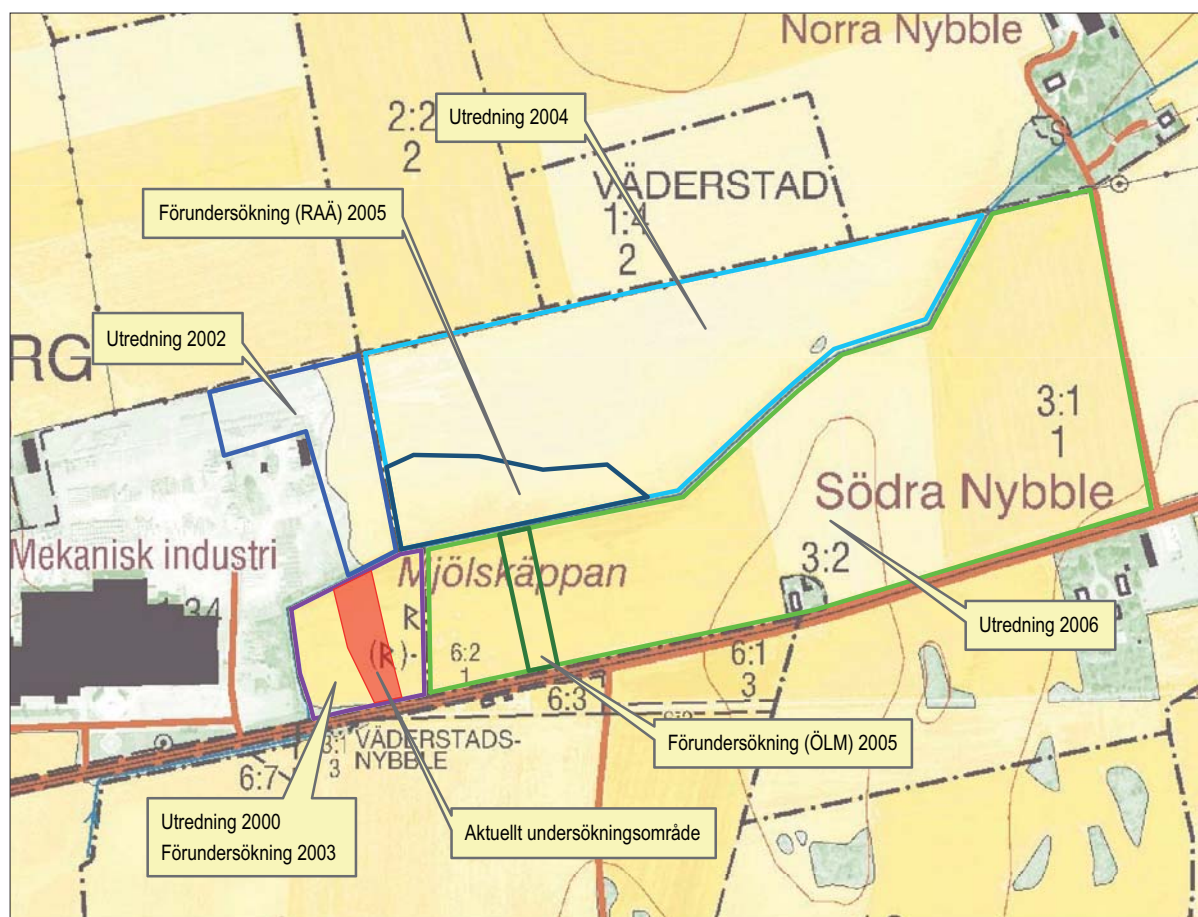 Norra Nybble
2:2
2
Utredning 2004
S
VÄDERSTAD
1:4
2
Förundersökning (RAÄ) 2005
Utredning 2002
RG
3:1
1
Södra Nybble
Mekanisk industri
Mjölskäppan
1:34
3:2
R
(R)-
6:2
1
Utredning 2006
6:1
3
6:3
Förundersökning (ÖLM) 2005
3:1 VÄDERSTADS-
3 NYBBLE
6:7
Utredning 2000
Förundersökning 2003
Aktuellt undersökningsområde